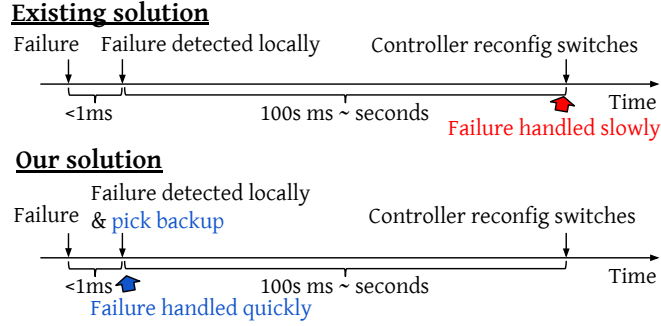 Existing solution
Failure Failure detected locally Controller reconfig switches
Time
<1ms 100s ms ~ seconds
Failure handled slowly
Our solution
Failure detected locally
Failure & pick backup Controller reconfig switches
Time
<1ms 100s ms ~ seconds
Failure handled quickly